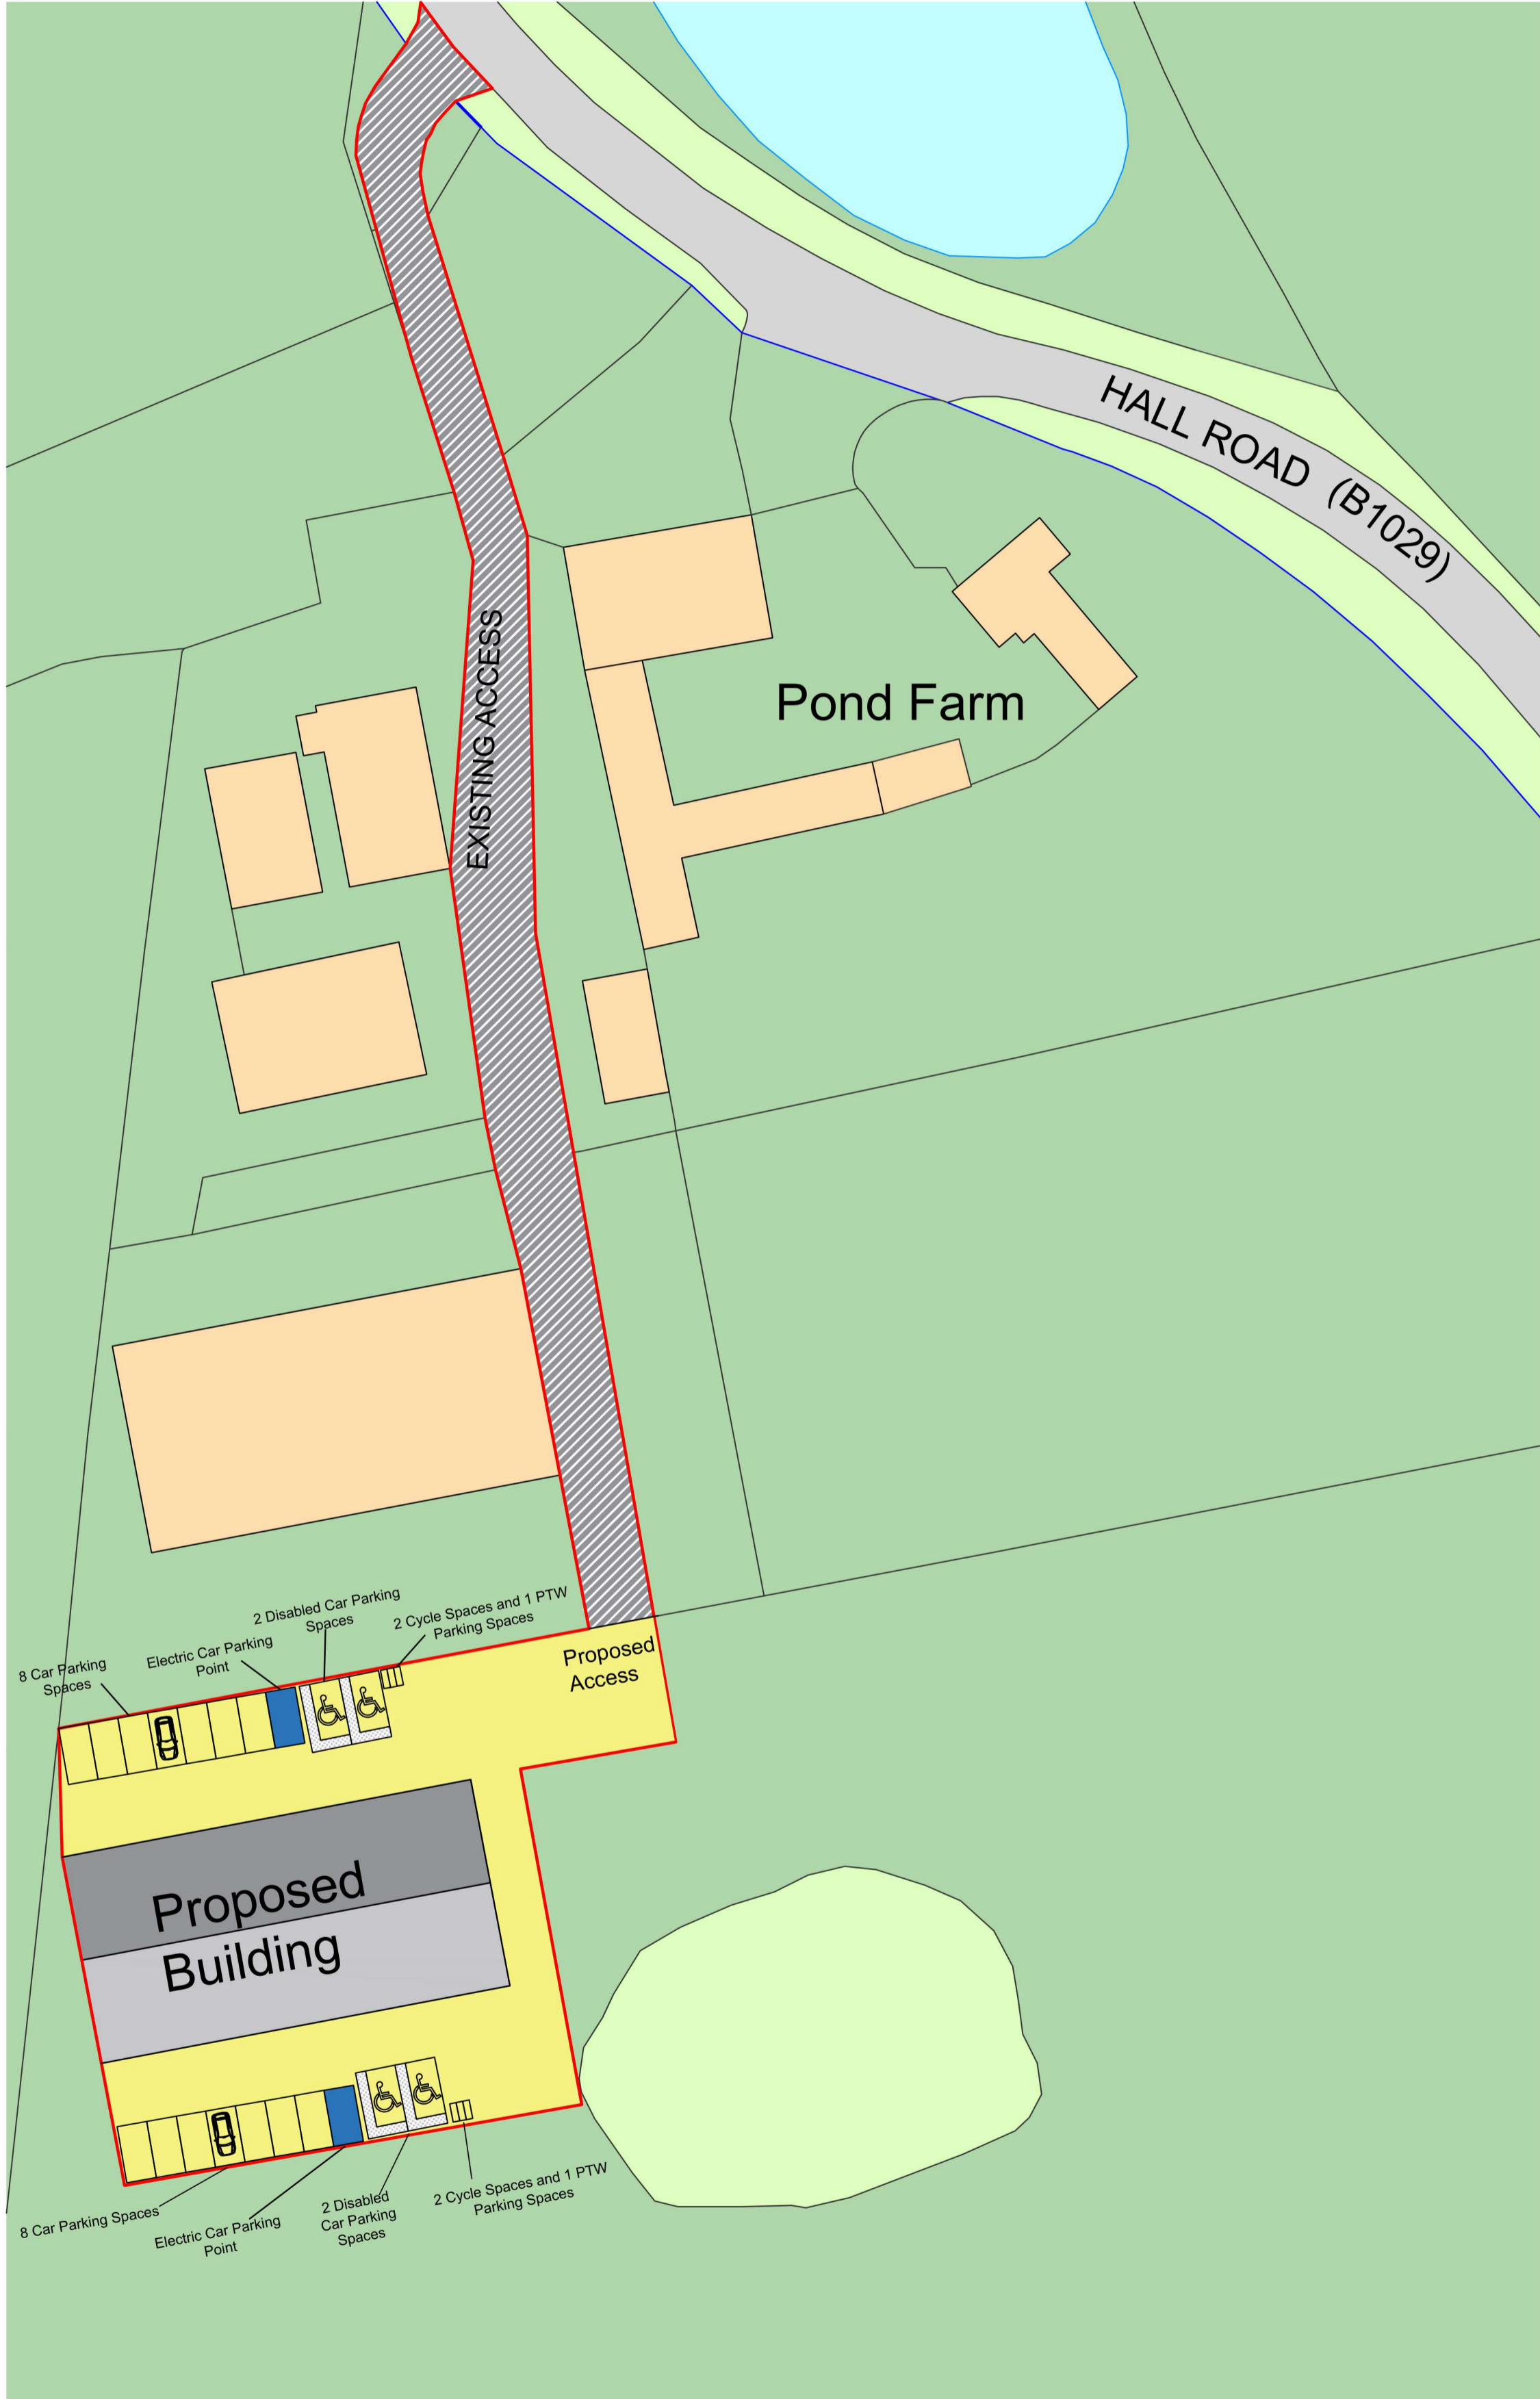 HALL ROAD (B1029)
EXISTING ACCESS
Pond Farm
2 Disabled Car Parking
Spaces
2 Cycle Spaces and 1 PTW
Parking Spaces
Electric Car Parking
Point
8 Car Parking
Spaces
Proposed
Access
Proposed
Building
8 Car Parking Spaces
Electric Car Parking
Point
2 Disabled
Car Parking
Spaces
2 Cycle Spaces and 1 PTW
Parking Spaces